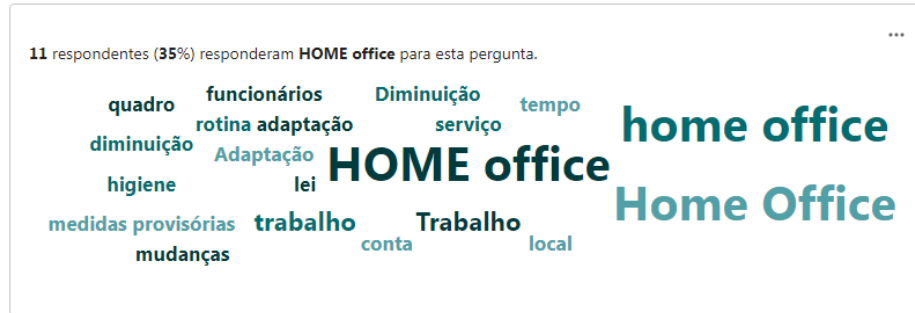 11 respondentes (35%) responderam HOME office para esta pergunta.
quadro funcionários Diminuição tempo
rotina adaptação serviço home office
diminuição Adaptação HOME office
higiene lei Home Office
medidas provisórias trabalho Trabalho
mudanças conta local